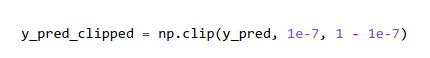 y_pred_clipped = np.clip(y_pred, 1e-7, 1 - 1e-7)